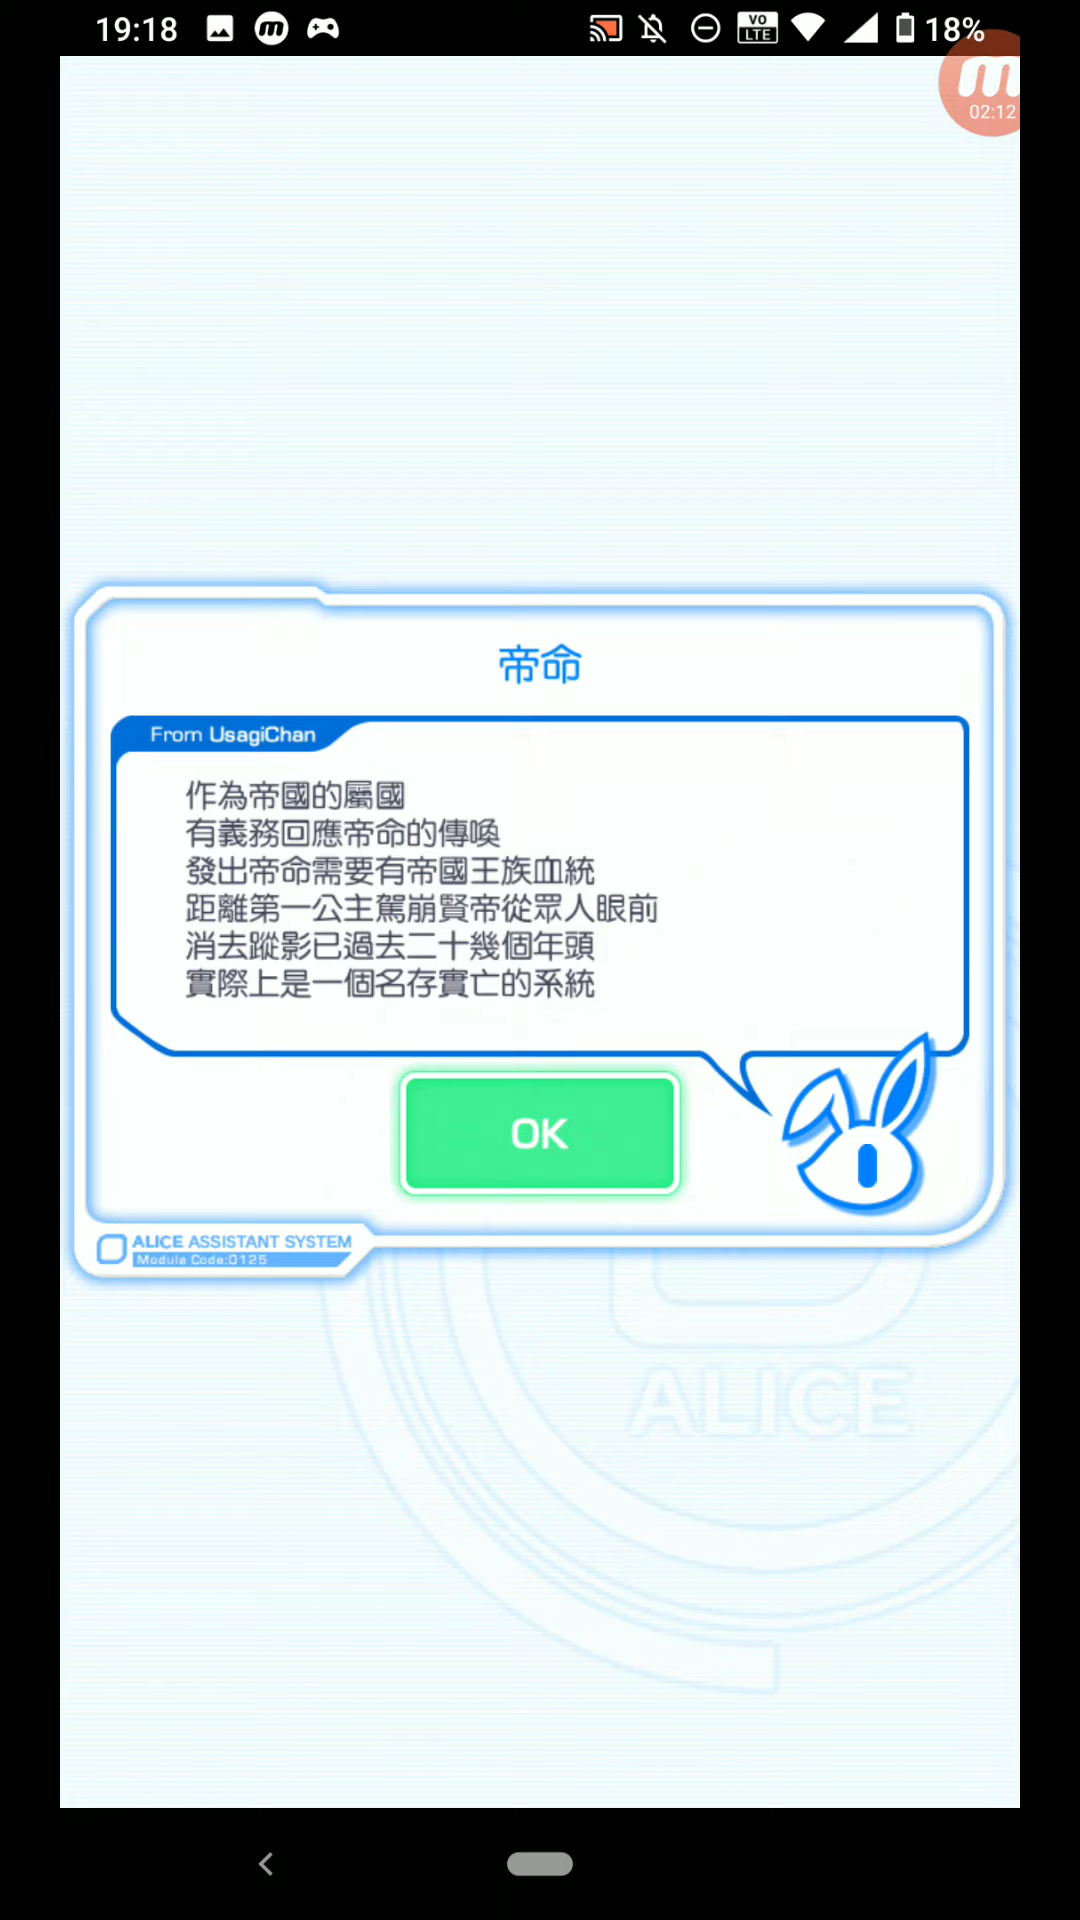 19:18
VO LTE
18%
02:12
帝命
From UsagiChan
作為帝國的屬國
有義務回應帝命的傳喚
發出帝命需要有帝國王族血統
距離第一公主駕崩賢帝從眾人眼前
消去蹤影已過去二十幾個年頭
實際上是一個名存實亡的系統
OK
ALICE ASSISTANT SYSTEM
Module Code:0125
ALICE